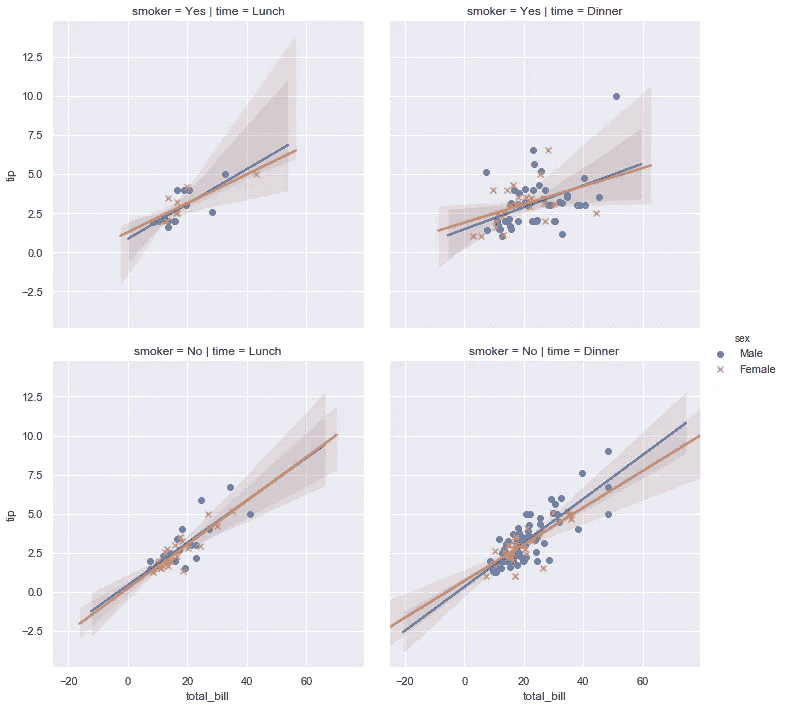 smoker = Yes | time = Lunch
smoker = Yes | time = Dinner
12.5
10.0
7.5
5.0
2.5
0.0
−2.5
tip
smoker = No | time = Lunch
smoker = No | time = Dinner
12.5
10.0
7.5
5.0
2.5
0.0
−2.5
tip
−20 0 20 40 60
total_bill
−20 0 20 40 60
total_bill
sex
Male
Female